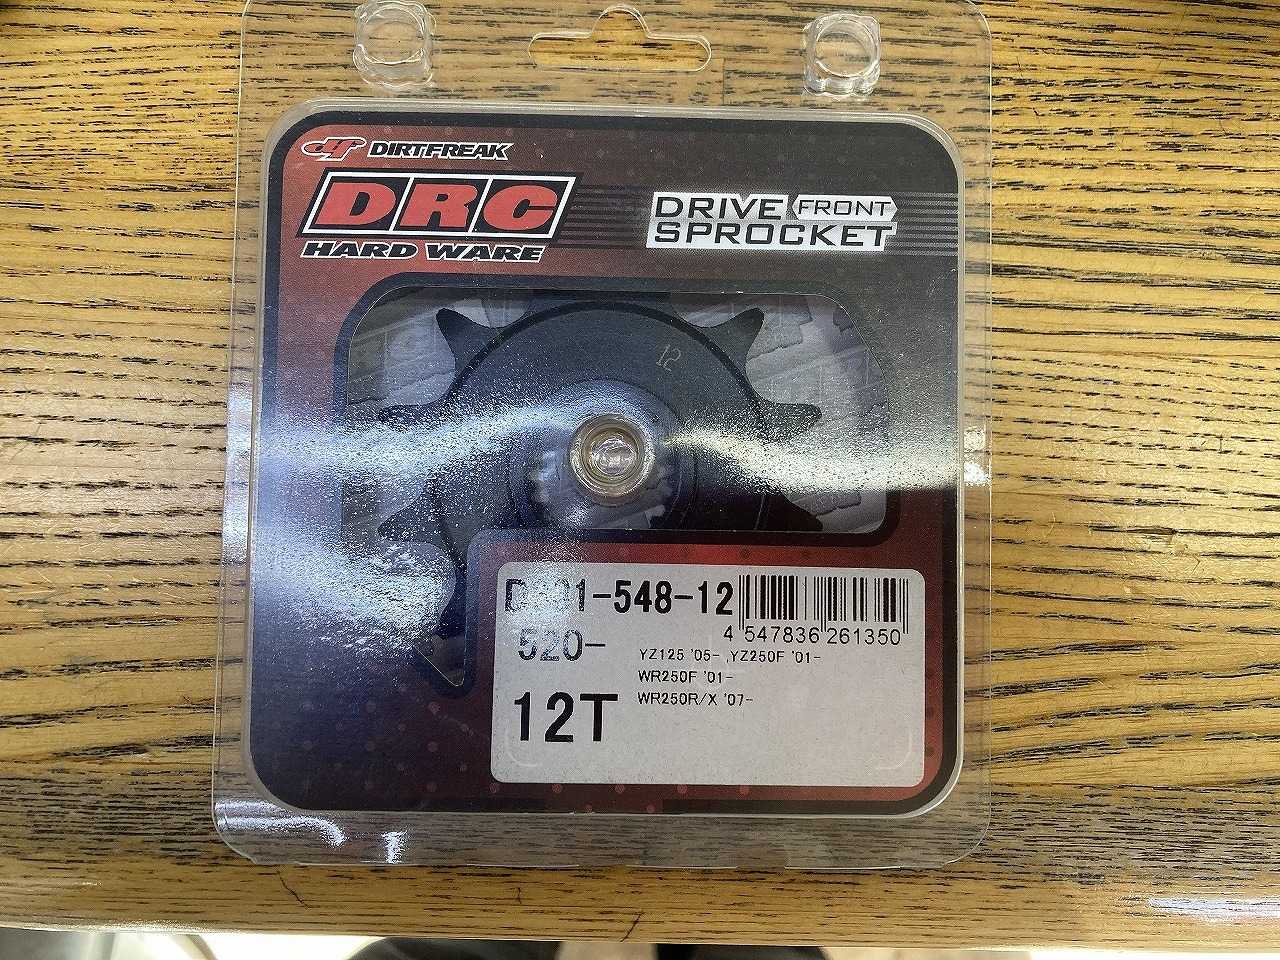 DIRTFREAK
DRC
HARD WARE
DRIVE FRONT
SPROCKET
12
-548-12
4 547836 261350
520-
12T
YZ125 '05- ,YZ250F '01-
WR250F '01-
WR250R/X '07-